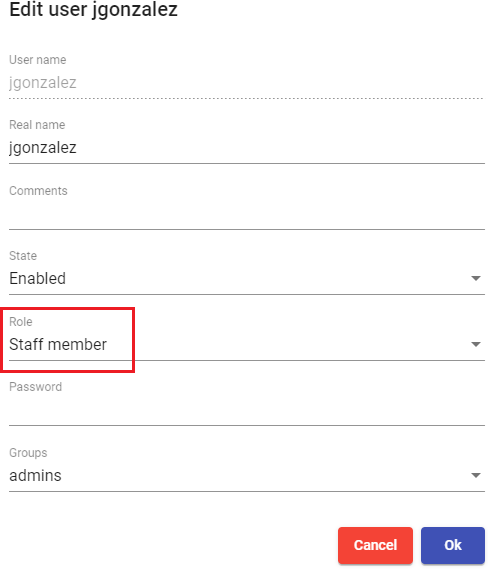 Edit user jgonzalez
User name
jgonzalez
Real name
jgonzalez
Comments
State
Enabled
Role
Staff member
Password
Groups
admins
Cancel Ok